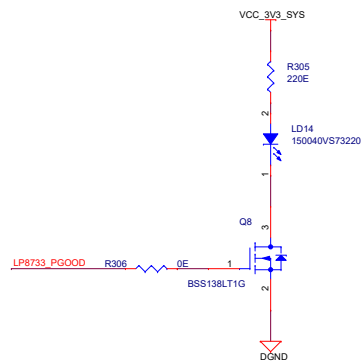 VCC_3V3_SYS
R305
220E
2
LD14
150040VS73220
1
Q8
3
LP8733_PGOOD
R306
0E
1
BSS138LT1G
2
DGND